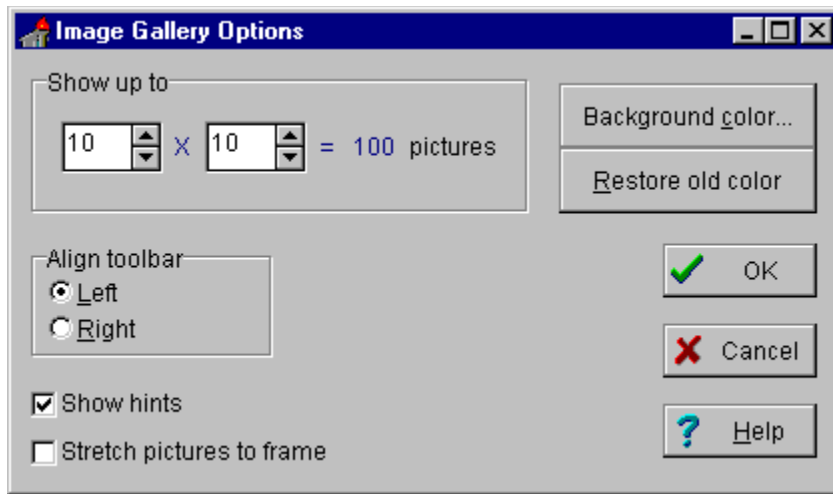 Image Gallery Options
Show up to
10 X 10 = 100 pictures
Background color...
Restore old color
Align toolbar
Left
Right
OK
Cancel
Show hints
Help
Stretch pictures to frame